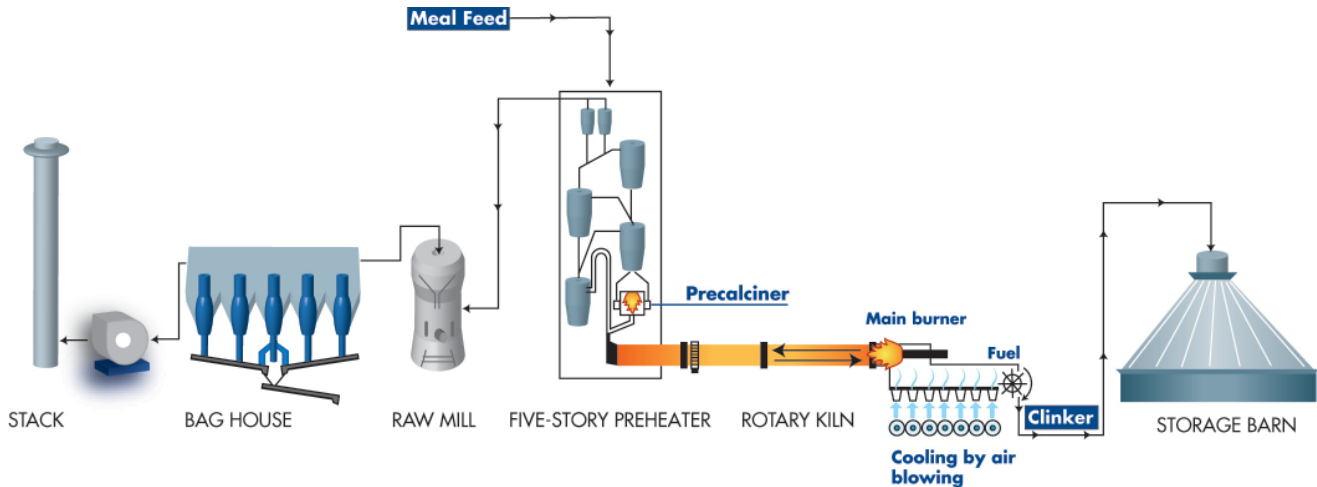 Meal Feed
Precalciner
Main burner
Fuel
STACK
BAG HOUSE
RAW MILL
FIVE-STORY PREHEATER
ROTARY KILN
Clinker
STORAGE BARN
Cooling by air
blowing